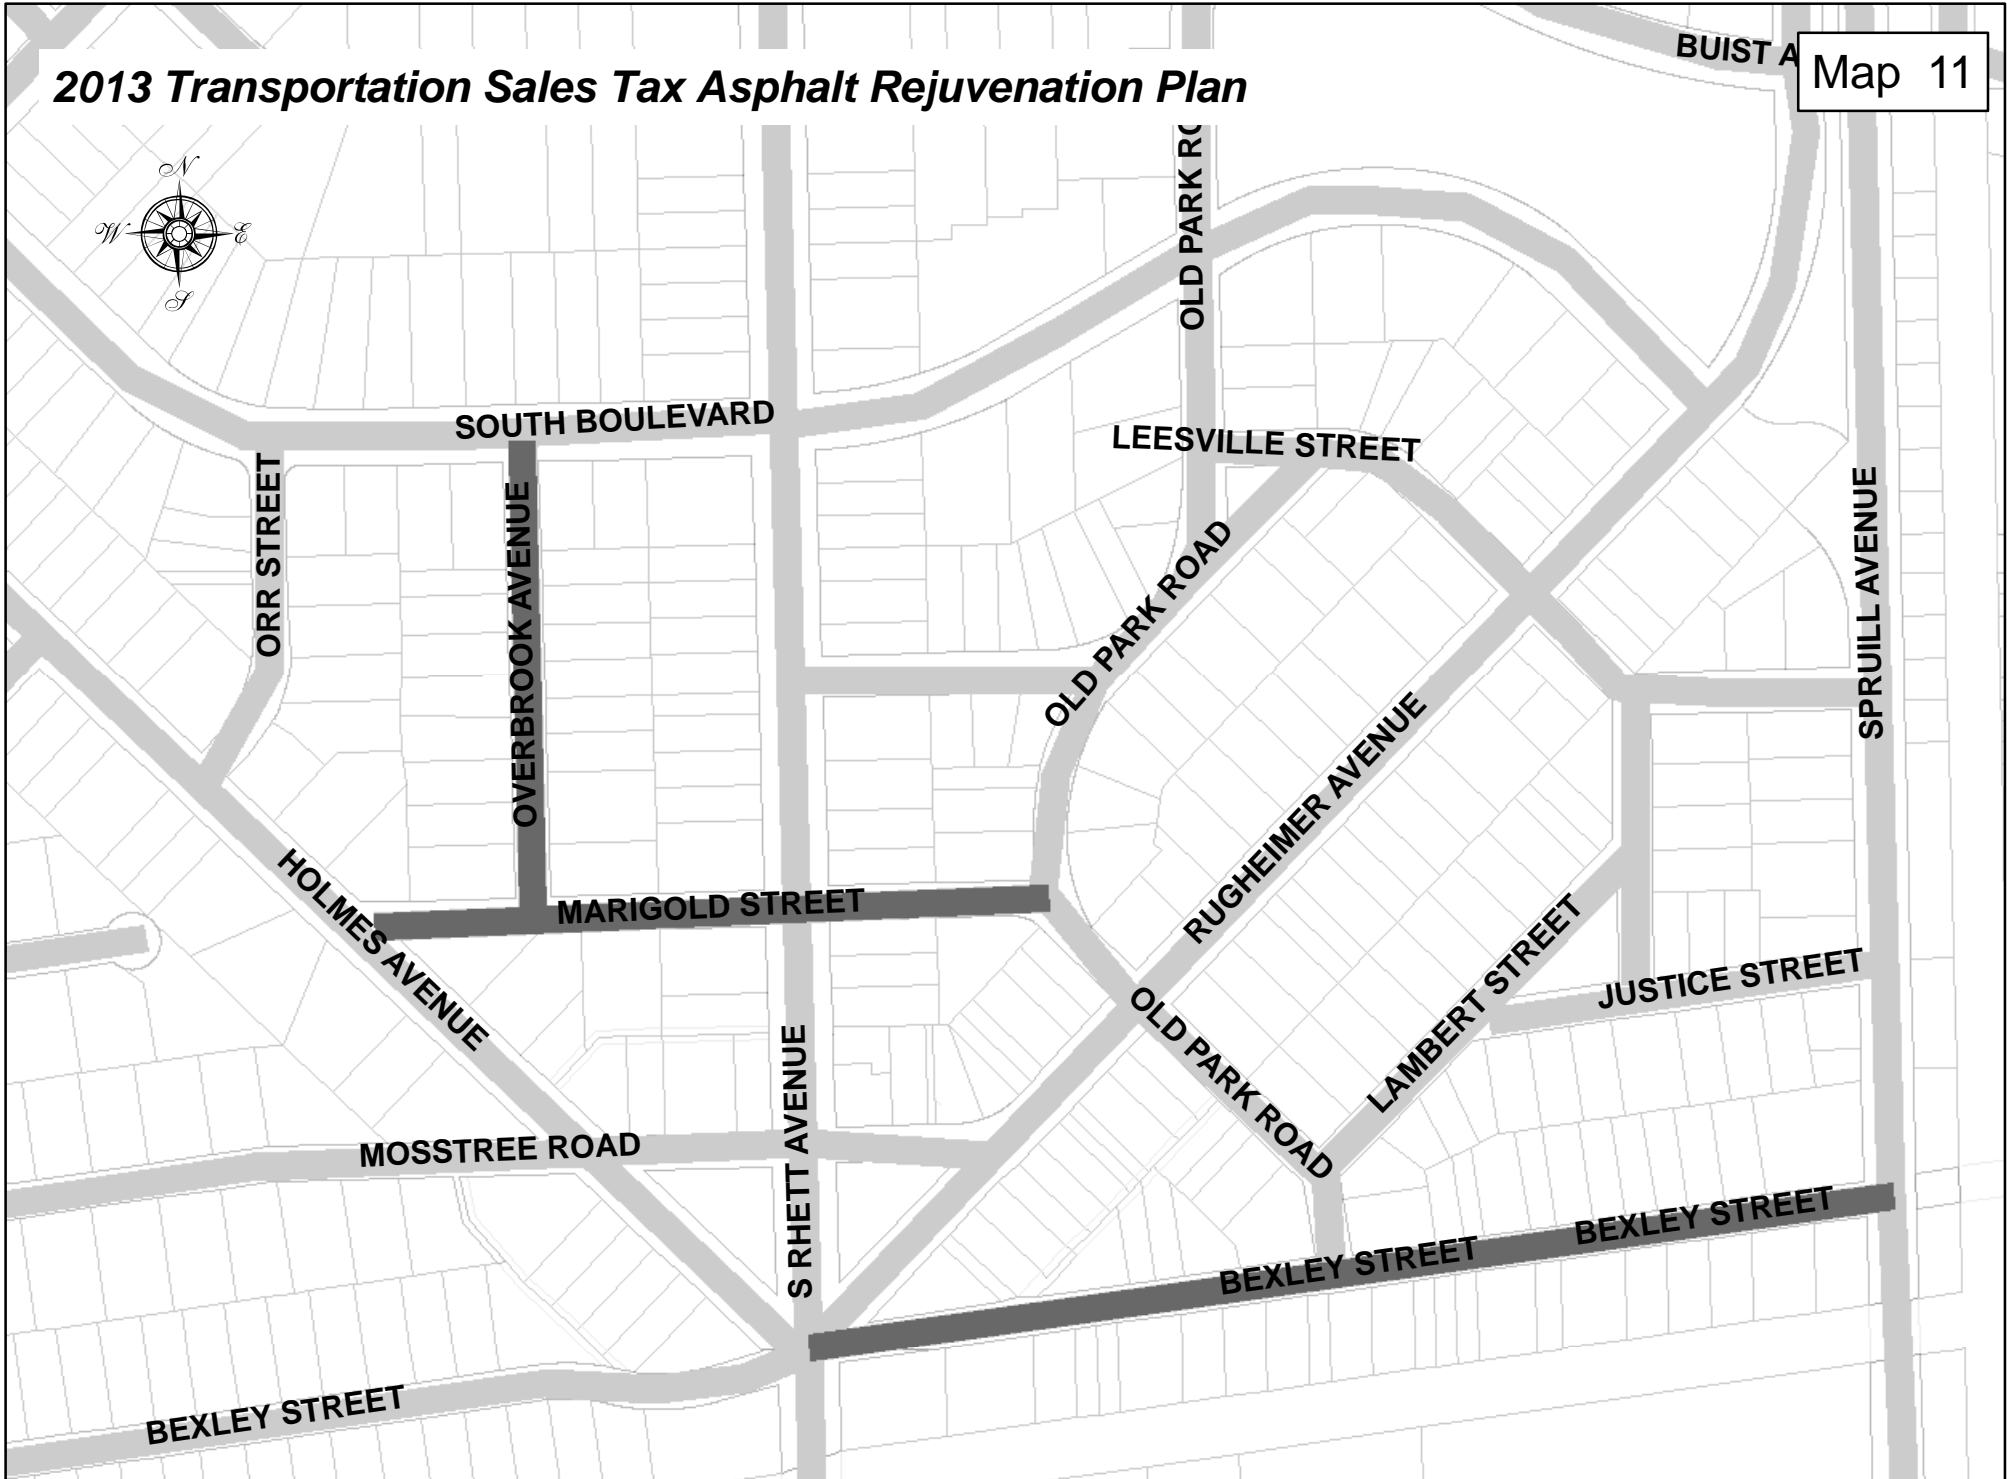 BUIST A
Map 11
2013 Transportation Sales Tax Asphalt Rejuvenation Plan
OLD PARK RO
N
W E
S
SOUTH BOULEVARD
LEESVILLE STREET
ORR STREET
OVERBROOK AVENUE
OLD PARK ROAD
SPRUILL AVENUE
RUGHEIMER AVENUE
HOLMES AVENUE
MARIGOLD STREET
LAMBERT STREET
JUSTICE STREET
OLD PARK ROAD
S RHETT AVENUE
MOSSTREE ROAD
BEXLEY STREET
BEXLEY STREET
BEXLEY STREET